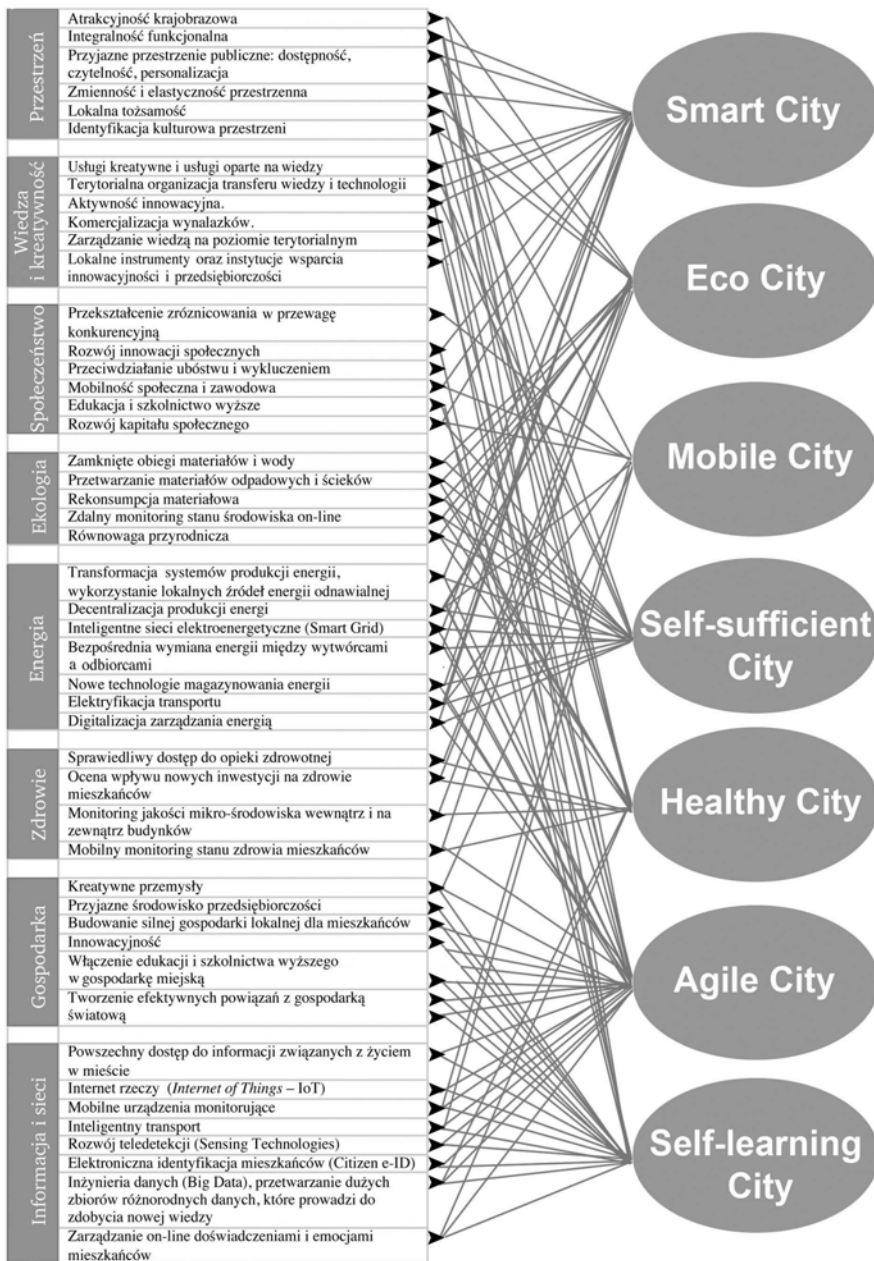 Przestrzeń
Atrakcyjność krajobrazowa
Integralność funkcjonalna
Przyjazne przestrzenie publiczne: dostępność,
czytelność, personalizacja
Zmienność i elastyczność przestrzenna
Lokalna tożsamość
Identyfikacja kulturowa przestrzeni
Wiedza
i kreatywność
Usługi kreatywne i usługi oparte na wiedzy
Terytorialna organizacja transferu wiedzy i technologii
Aktywność innowacyjna.
Komercjalizacja wynalazków.
Zarządzanie wiedzą na poziomie terytorialnym
Lokalne instrumenty oraz instytucje wsparcia
innowacyjności i przedsiębiorczości
Społeczeństwo
Przekształcenie zróznicowania w przewagę
konkurencyjną
Rozwój innowacji społecznych
Przeciwdziałanie ubóstwu i wykluczeniem
Mobilność społeczna i zawodowa
Edukacja i szkolnictwo wyższe
Rozwój kapitału społecznego
Ekologia
Zamknięte obiegi materiałów i wody
Przetwarzanie materiałów odpadowych i ścieków
Rekonsumpcja materiałowa
Zdalny monitoring stanu środowiska on-line
Równowaga przyrodnicza
Energia
Transformacja systemów produkcji energii,
wykorzystanie lokalnych źródeł energii odnawialnej
Decentralizacja produkcji energi
Inteligentne sieci elektroenergetyczne (Smart Grid)
Bezpośrednia wymiana energii między wytwórcami
a odbiorcami
Nowe technologie magazynowania energii
Elektryfikacja transportu
Digitalizacja zarządzania energią
Zdrowie
Sprawiedliwy dostęp do opieki zdrowotnej
Ocena wpływu nowych inwestycji na zdrowie
mieszkańców
Monitoring jakości mikro-środowiska wewnątrz i na
zewnątrz budynków
Mobilny monitoring stanu zdrowia mieszkańców
Gospodarka
Kreatywne przemysły
Przyjazne środowisko przedsiębiorczości
Budowanie silnej gospodarki lokalnej dla mieszkańców
Innowacyjność
Włączenie edukacji i szkolnictwa wyższego
w gospodarkę miejską
Tworzenie efektywnych powiązań z gospodarką
światową
Informacja i sieci
Powszechny dostęp do informacji związanych z życiem
w mieście
Internet rzeczy (Internet of Things – IoT)
Mobilne urządzenia monitorujące
Inteligentny transport
Rozwój teledetekcji (Sensing Technologies)
Elektroniczna identyfikacja mieszkańców (Citizen e-ID)
Inżynieria danych (Big Data), przetwarzanie dużych
zbiorów różnorodnych danych, które prowadzi do
zdobycia nowej wiedzy
Zarządzanie on-line doświadczeniami i emocjami
mieszkańców
Smart City
Eco City
Mobile City
Self-sufficient
City
Healthy City
Agile City
Self-learning
City